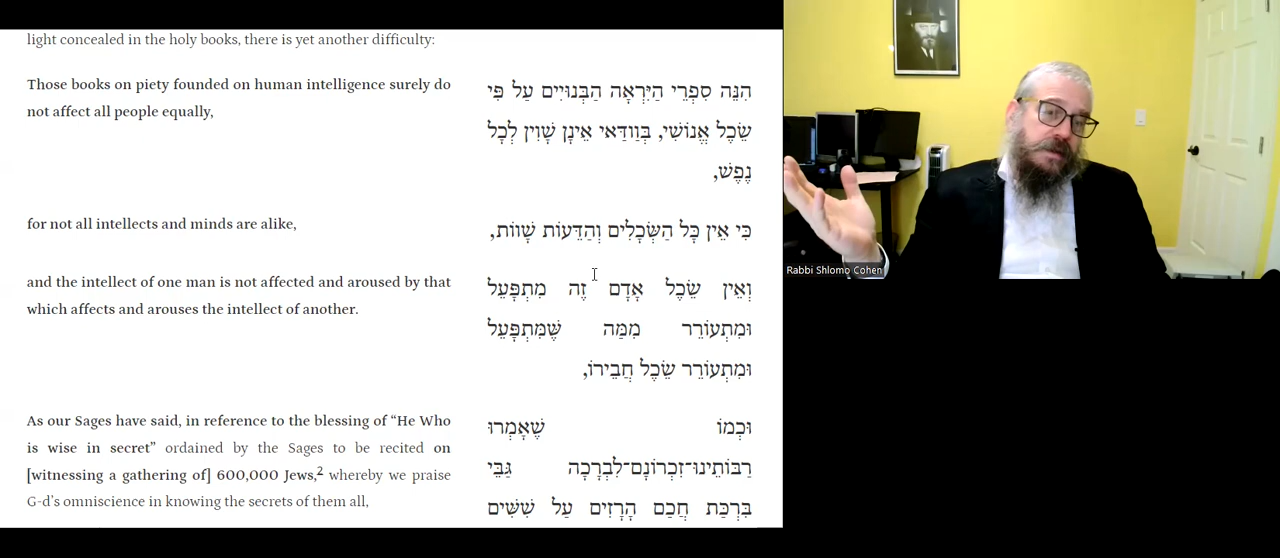 light concealed in the holy books, there is yet another difficulty:
Those books on piety founded on human intelligence surely do
not affect all people equally,
for not all intellects and minds are alike,
and the intellect of one man is not affected and aroused by that
which affects and arouses the intellect of another.
As our Sages have said, in reference to the blessing of “He Who
is wise in secret” ordained by the Sages to be recited on
[witnessing a gathering of] 600,000 Jews,2 whereby we praise
G-d’s omniscience in knowing the secrets of them all,
הִנֵּה סִפְרֵי הַיִּרְאָה הַבְּנוּיִים עַל פִּי
שֵׂכֶל אֱנוֹשִׁי, בְּוַודַּאי אֵינָן שָׁוִין לְכָל
נֶפֶשׁ,
כִּי אֵין כָּל הַשְּׂכָלִים וְהַדֵּעוֹת שָׁווֹת,
וְאֵין שֵׂכֶל אָדָם זֶה מִתְפָּעֵל
וּמִתְעוֹרֵר מִמַּה שֶּׁמִּתְפָּעֵל
וּמִתְעוֹרֵר שֵׂכֶל חֲבֵירוֹ,
וּכְמוֹ שֶׁאָמְרוּ
רַבּוֹתֵינוּ־זִכְרוֹנָם־לִבְרָכָה גַּבֵּי
בִּרְכַּת חֲכַם הָרָזִים עַל שִׁשִּׁים
Rabbi Shlomo Cohen